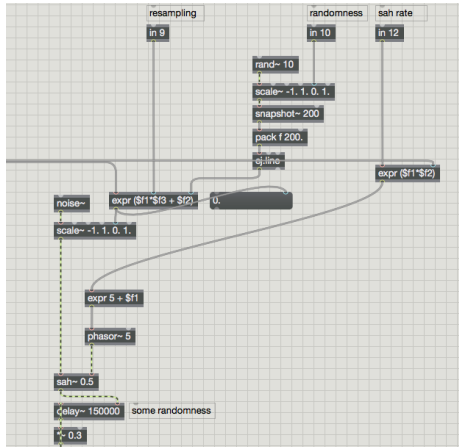 resampling
randomness
sah rate
in 9
in 10
in 12
rand~ 10
scale~ -1. 1. 0. 1.
snapshot~ 200
pack f 200.
ej.line
expr ($f1*$f2)
expr ($f1*$f3 + $f2)
0.
noise~
scale~ -1. 1. 0. 1.
expr 5 + $f1
phasor~ 5
sah~ 0.5
delay~ 150000
some randomness
*~ 0.3